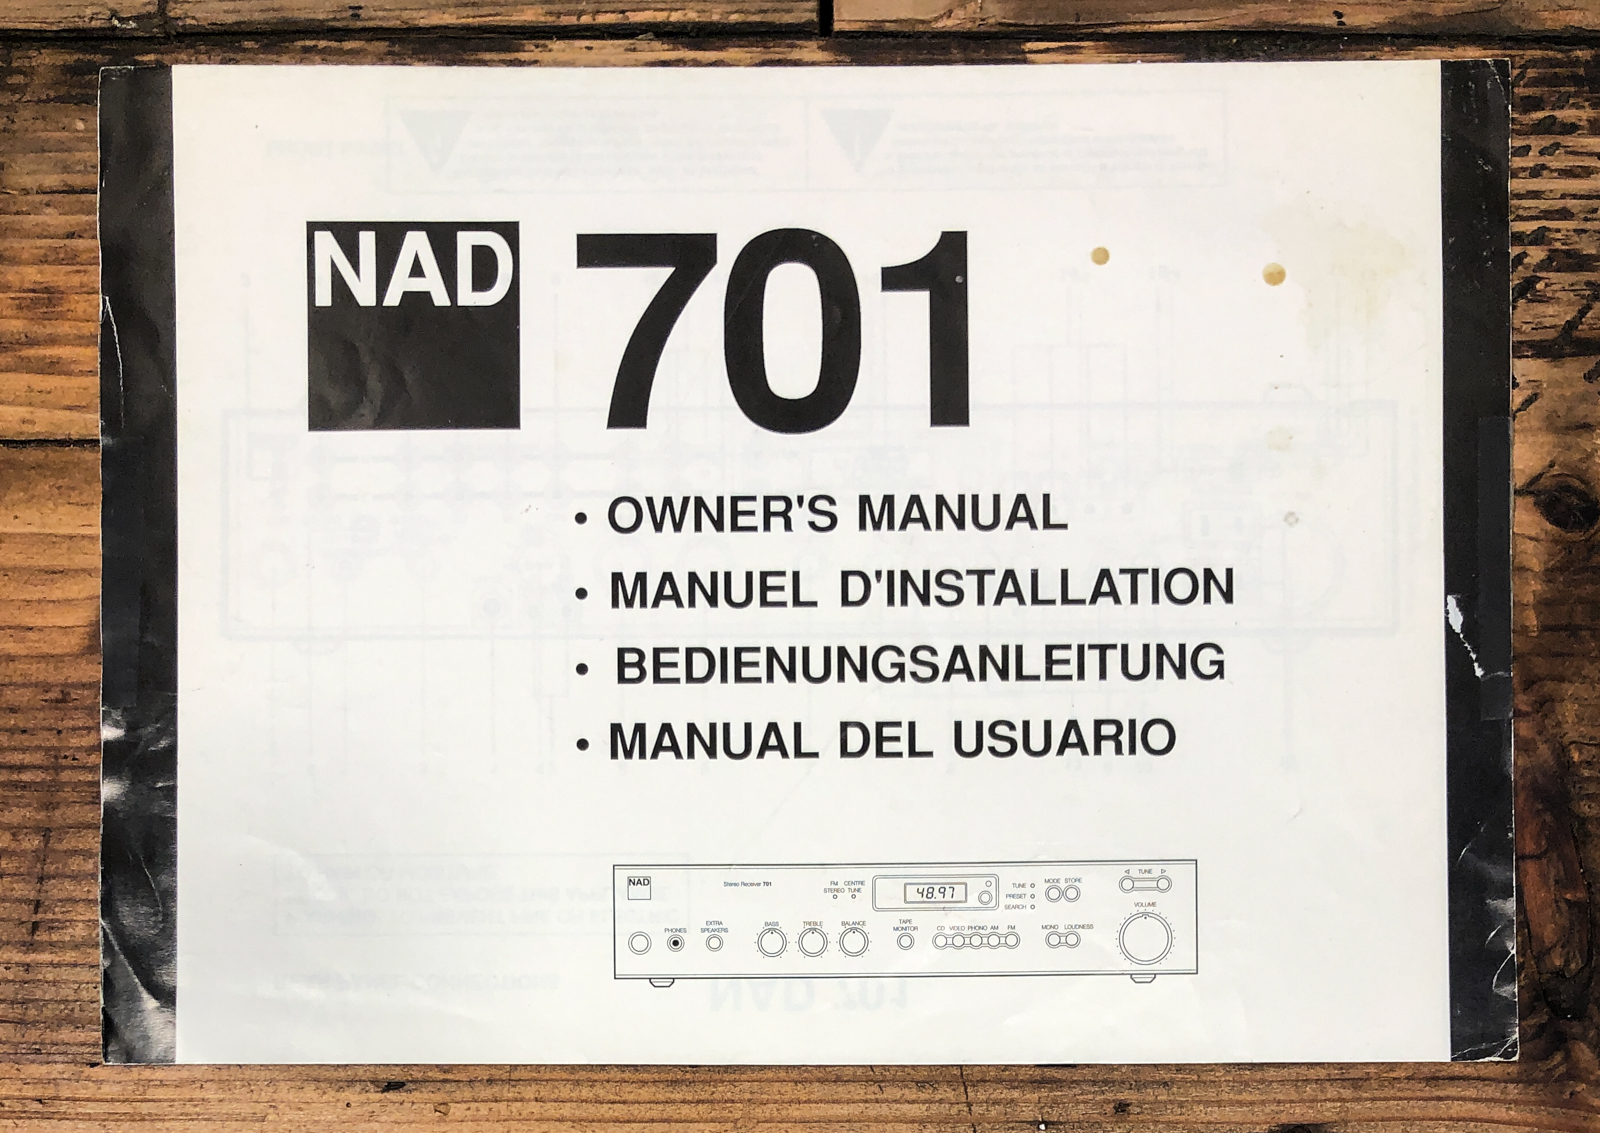 NAD 701
• OWNER'S MANUAL
• MANUEL D'INSTALLATION
• BEDIENUNGSANLEITUNG
• MANUAL DEL USUARIO
NAD
Stereo Receiver 701
FM STEREO
CENTRE TUNE
48.97
TUNE
PRESET
SEARCH
MODE STORE
TUNE
VOLUME
PHONES
EXTRA SPEAKERS
BASS
TREBLE
BALANCE
TAPE MONITOR
CD VIDEO PHONO AM FM
MONO LOUDNESS
NAD 701